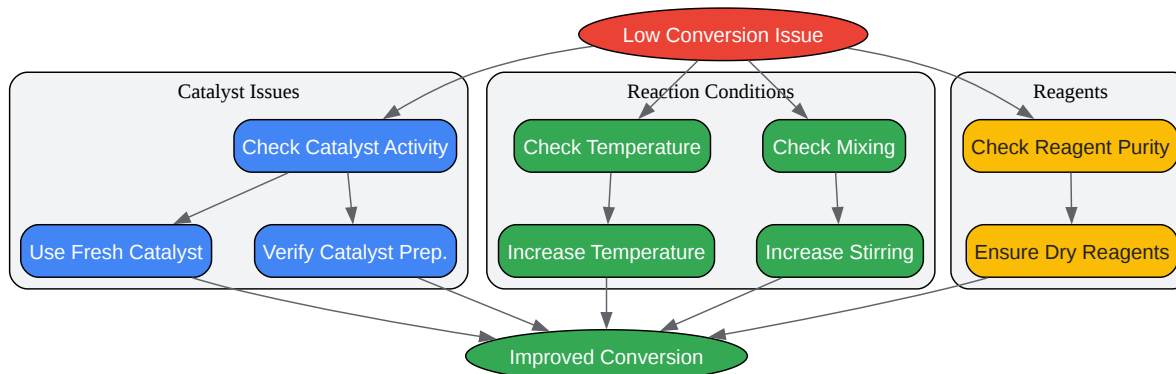 Low Conversion Issue
Catalyst Issues
Reaction Conditions
Reagents
Check Catalyst Activity
Check Temperature
Check Mixing
Check Reagent Purity
Use Fresh Catalyst
Verify Catalyst Prep.
Increase Temperature
Increase Stirring
Ensure Dry Reagents
Improved Conversion